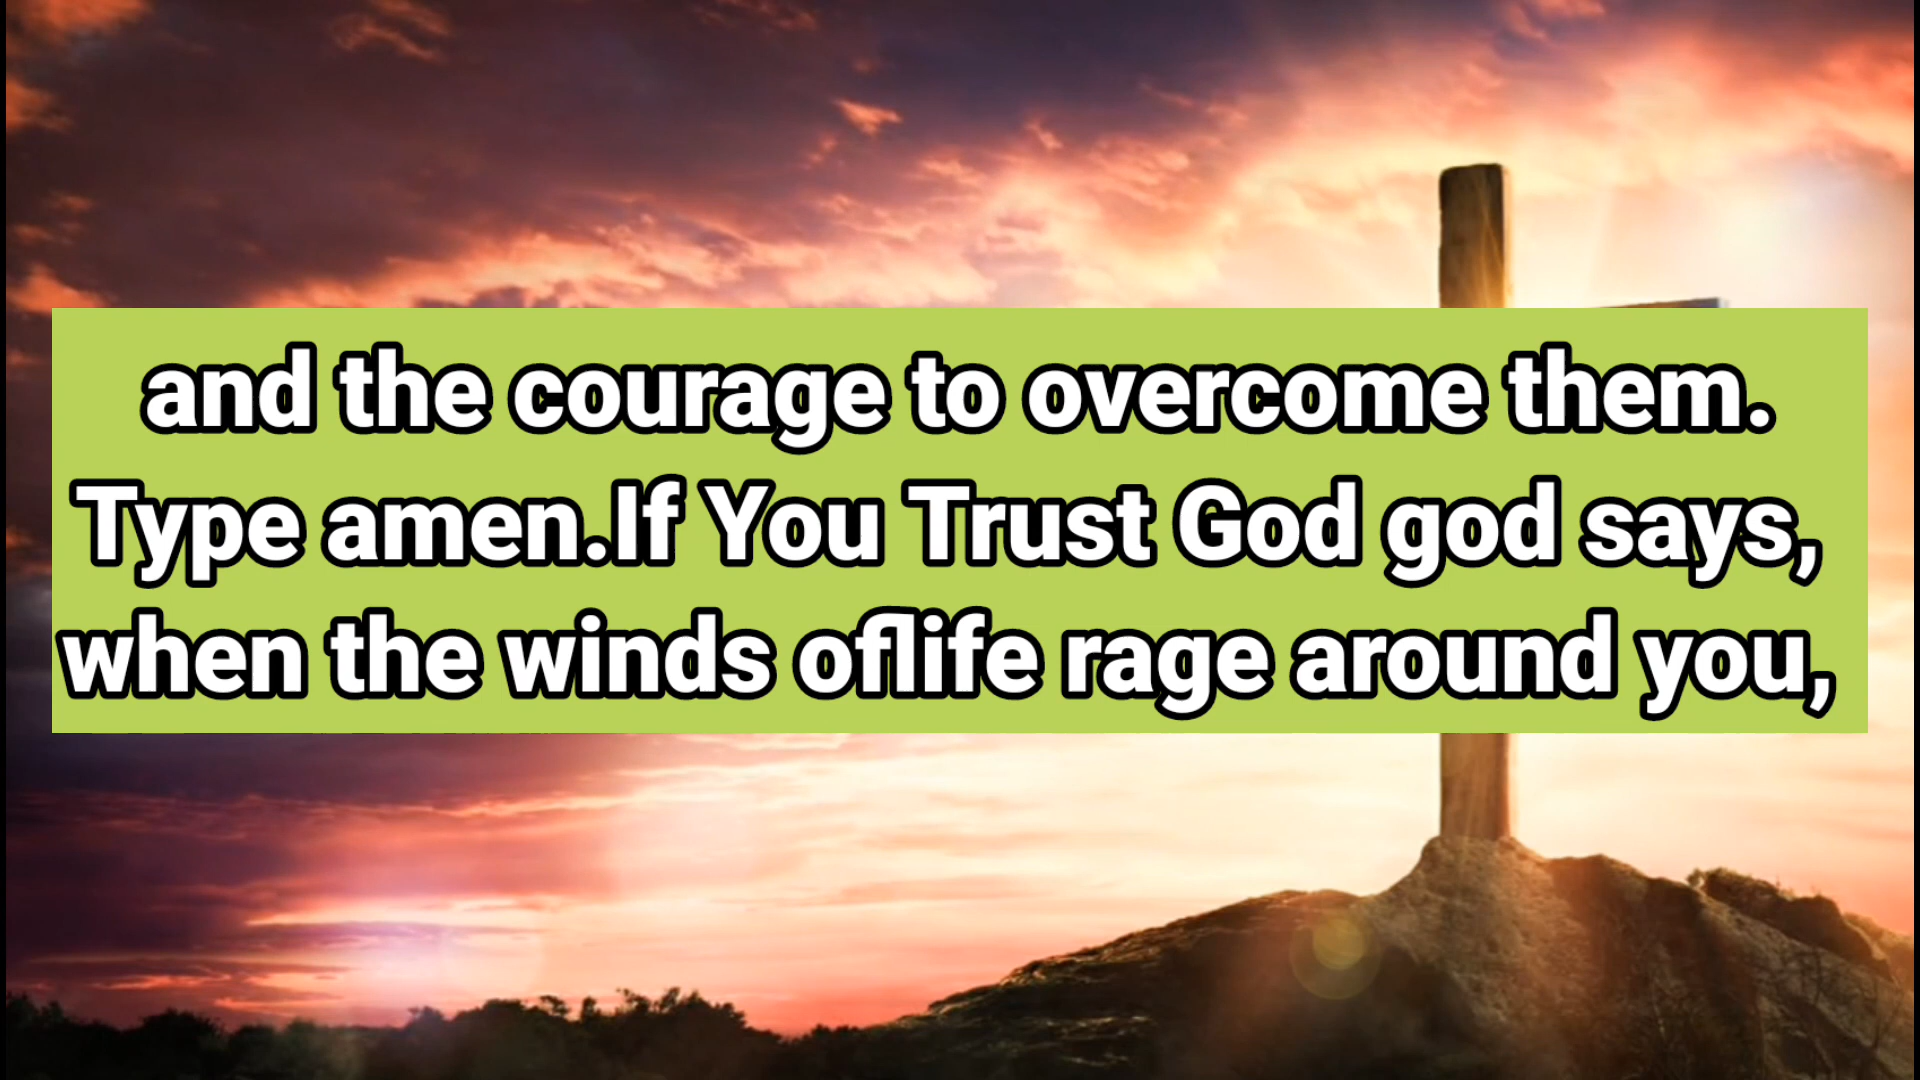 and the courage to overcome them.
Type amen.If You Trust God god says,
when the winds oflife rage around you,